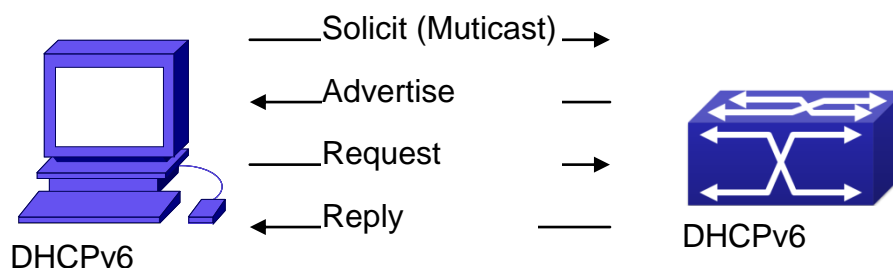 Solicit (Muticast)
Advertise
Request
Reply
DHCPv6
DHCPv6